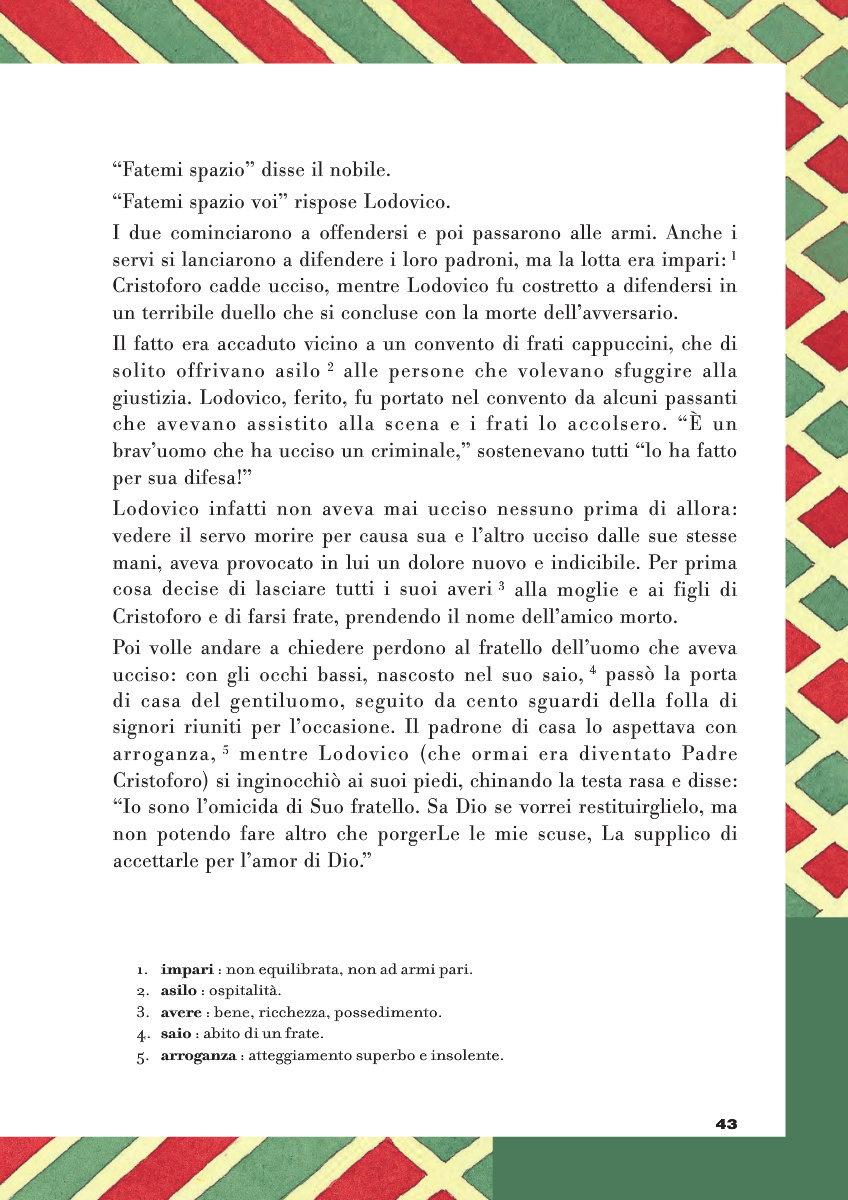 “Fatemi spazio” disse il nobile.
“Fatemi spazio voi” rispose Lodovico.
I due cominciarono a offendersi e poi passarono alle armi. Anche i
servi si lanciarono a difendere i loro padroni, ma la lotta era impari: 1
Cristoforo cadde ucciso, mentre Lodovico fu costretto a difendersi in
un terribile duello che si concluse con la morte dell’avversario.
Il fatto era accaduto vicino a un convento di frati cappuccini, che di
solito offrivano asilo 2 alle persone che volevano sfuggire alla
giustizia. Lodovico, ferito, fu portato nel convento da alcuni passanti
che avevano assistito alla scena e i frati lo accolsero. “È un
brav’uomo che ha ucciso un criminale,” sostenevano tutti “lo ha fatto
per sua difesa!”
Lodovico infatti non aveva mai ucciso nessuno prima di allora:
vedere il servo morire per causa sua e l’altro ucciso dalle sue stesse
mani, aveva provocato in lui un dolore nuovo e indicibile. Per prima
cosa decise di lasciare tutti i suoi averi 3 alla moglie e ai figli di
Cristoforo e di farsi frate, prendendo il nome dell’amico morto.
Poi volle andare a chiedere perdono al fratello dell’uomo che aveva
ucciso: con gli occhi bassi, nascosto nel suo saio, 4 passò la porta
di casa del gentiluomo, seguito da cento sguardi della folla di
signori riuniti per l’occasione. Il padrone di casa lo aspettava con
arroganza, 5 mentre Lodovico (che ormai era diventato Padre
Cristoforo) si inginocchiò ai suoi piedi, chinando la testa rasa e disse:
“Io sono l’omicida di Suo fratello. Sa Dio se vorrei restituirglielo, ma
non potendo fare altro che porgerLe le mie scuse, La supplico di
accettarle per l’amor di Dio.”
1. impari : non equilibrata, non ad armi pari.
2. asilo : ospitalità.
3. avere : bene, ricchezza, possedimento.
4. saio : abito di un frate.
5. arroganza : atteggiamento superbo e insolente.
43